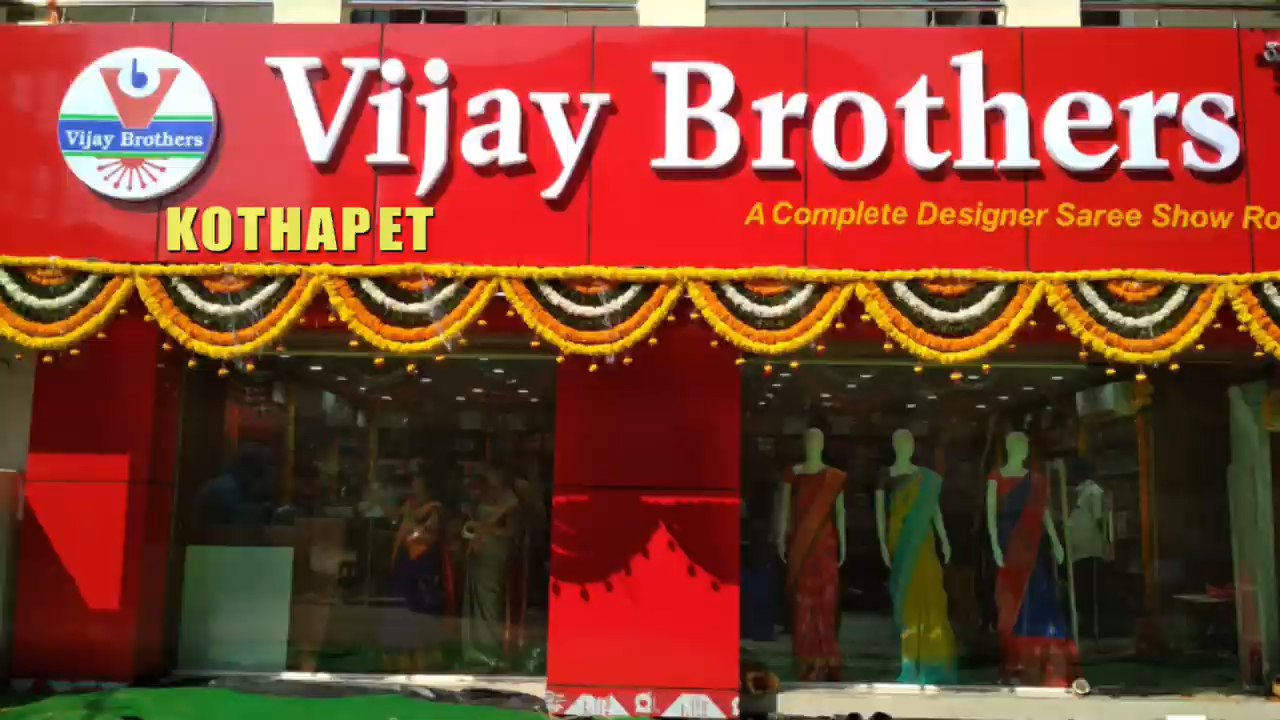 Vijay Brothers
b
Vijay Brothers
KOTHAPET
A Complete Designer Saree Show Ro